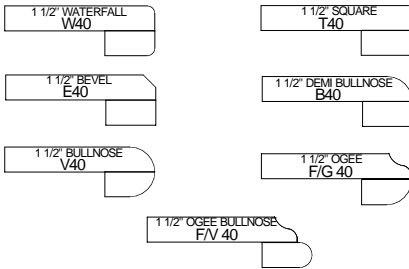 1 1/2" WATERFALL
W40
1 1/2" SQUARE
T40
1 1/2" BEVEL
E40
1 1/2" DEMI BULLNOSE
B40
1 1/2" BULLNOSE
V40
1 1/2" OGEE
F/G 40
1 1/2" OGEE BULLNOSE
F/V 40